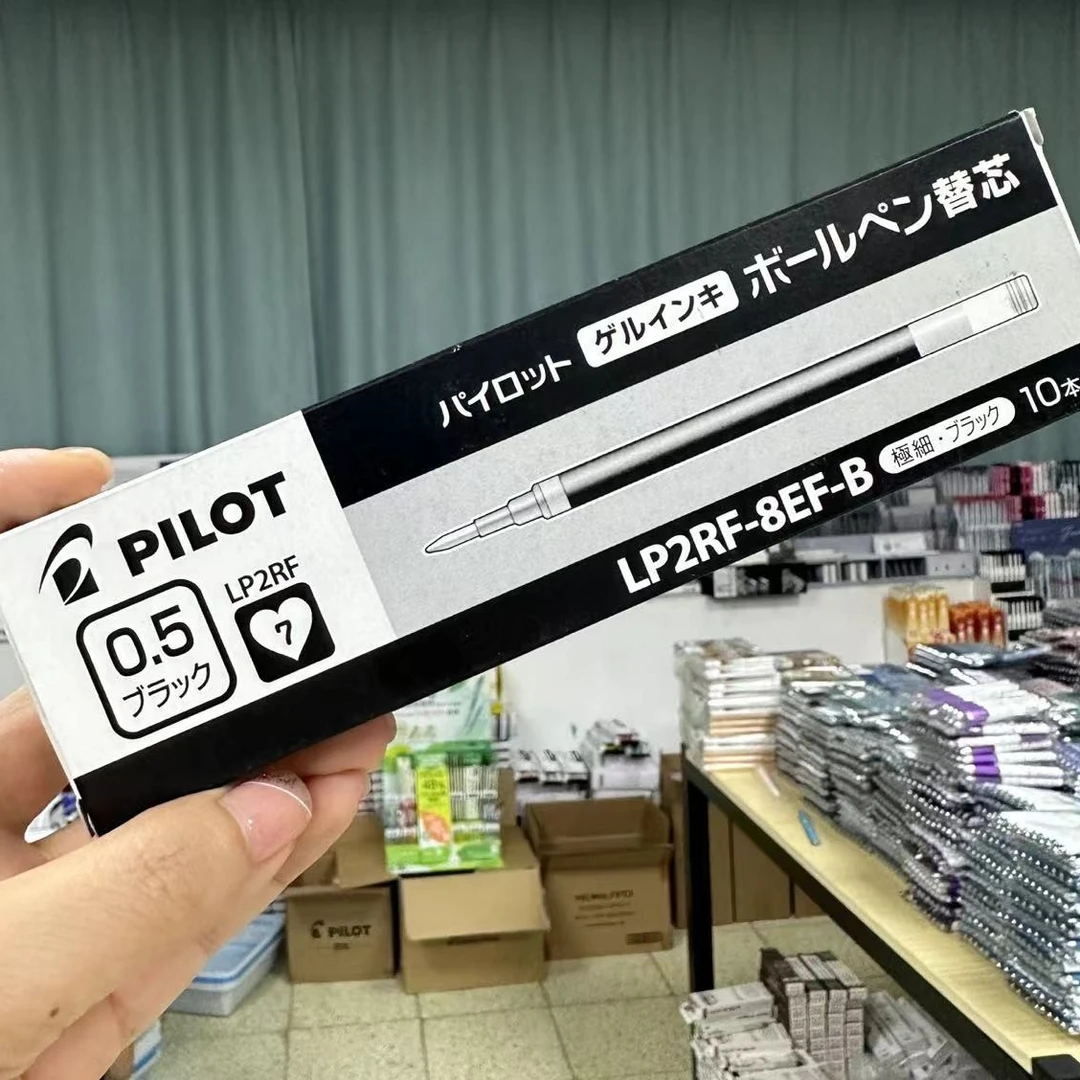 パイロット ゲルインキ ボールペン替芯
PILOT
LP2RF
7
0.5
ブラック
LP2RF-8EF-B 極細・ブラック 10本
PILOT